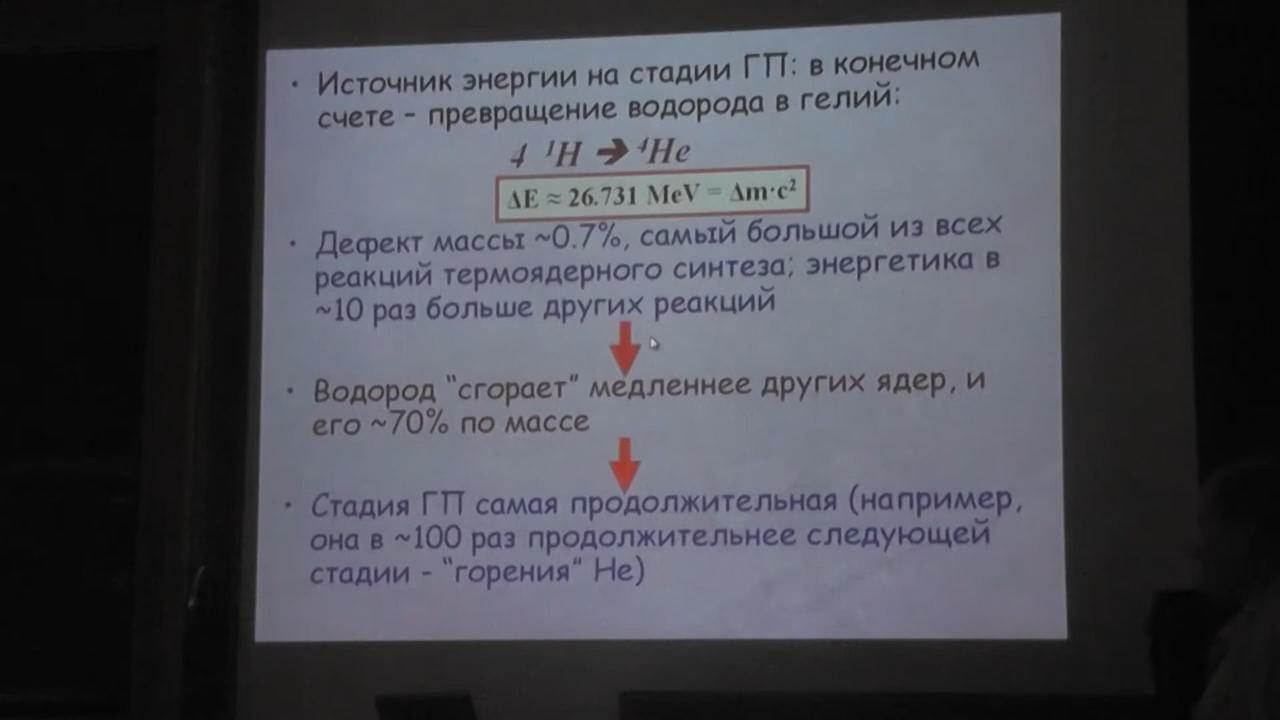 • Источник энергии на стадии ГП: в конечном
счете - превращение водорода в гелий:
4 ¹H ➔ ⁴He
ΔE ≈ 26.731 MeV = Δm·c²
• Дефект массы ~0.7%, самый большой из всех
реакций термоядерного синтеза; энергетика в
~10 раз больше других реакций
• Водород "сгорает" медленнее других ядер, и
его ~70% по массе
• Стадия ГП самая продолжительная (например,
она в ~100 раз продолжительнее следующей
стадии - "горения" He)